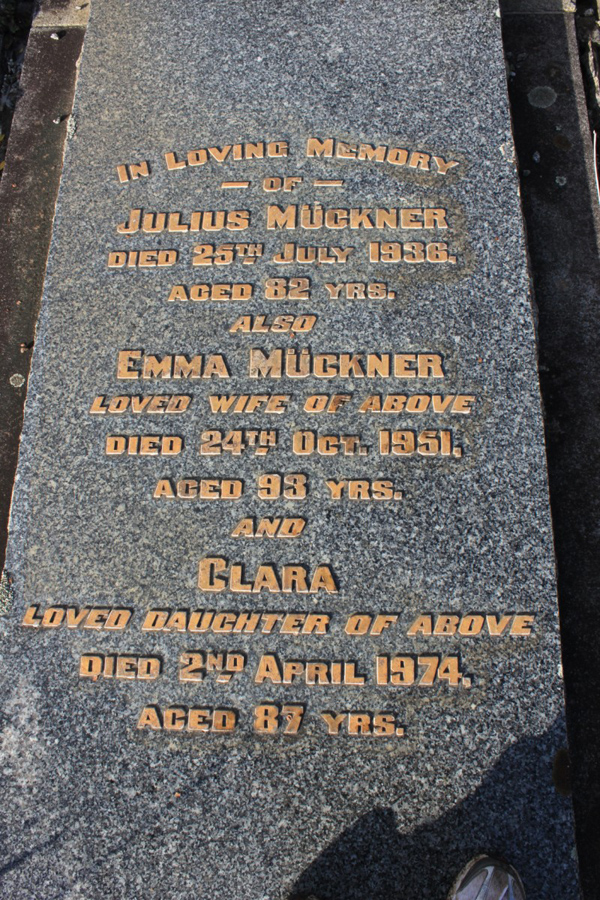 IN LOVING MEMORY
— OF —
JULIUS MÜCKNER
DIED 25TH JULY 1936,
AGED 82 YRS.
ALSO
EMMA MÜCKNER
LOVED WIFE OF ABOVE
DIED 24TH OCT. 1951,
AGED 93 YRS.
AND
CLARA
LOVED DAUGHTER OF ABOVE
DIED 2ND APRIL 1974,
AGED 87 YRS.